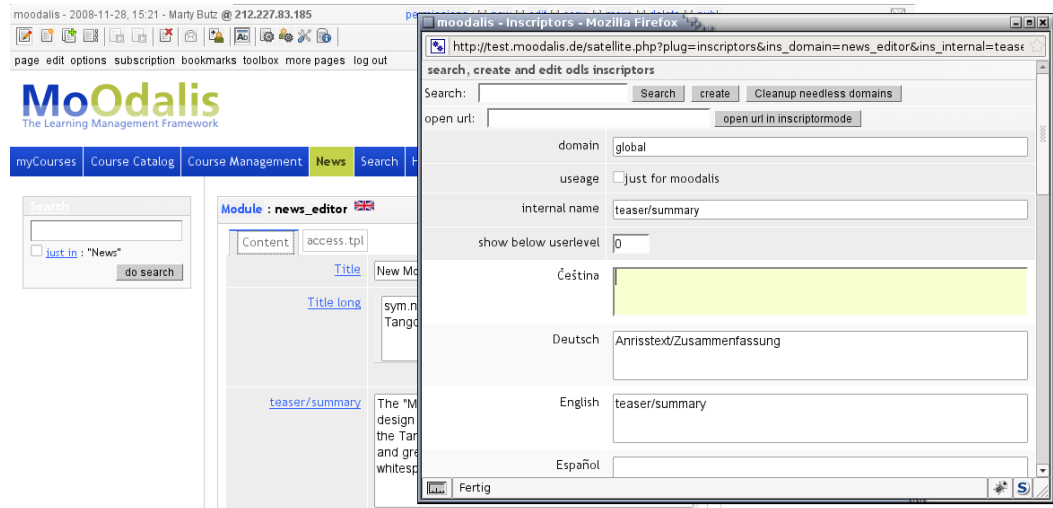 moodalis - 2008-11-28, 15:21 - Marty Butz @ 212.227.83.185
page edit options subscription bookmarks toolbox more pages log out
MoOdalis
The Learning Management Framework
myCourses Course Catalog Course Management News Search H
Search
just in : "News"
do search
Module : news_editor
Content access.tpl
Title New Mo
Title long sym.n
Tango
teaser/summary The "M
design
the Tar
and gre
whitesp
moodalis - Inscriptors - Mozilla Firefox
http://test.moodalis.de/satellite.php?plug=inscriptors&ins_domain=news_editor&ins_internal=tease
search, create and edit odls inscriptors
Search: Search create Cleanup needless domains
open url: open url in inscriptormode
domain global
useage just for moodalis
internal name teaser/summary
show below userlevel 0
Čeština
Deutsch Anrisstext/Zusammenfassung
English teaser/summary
Español
Fertig